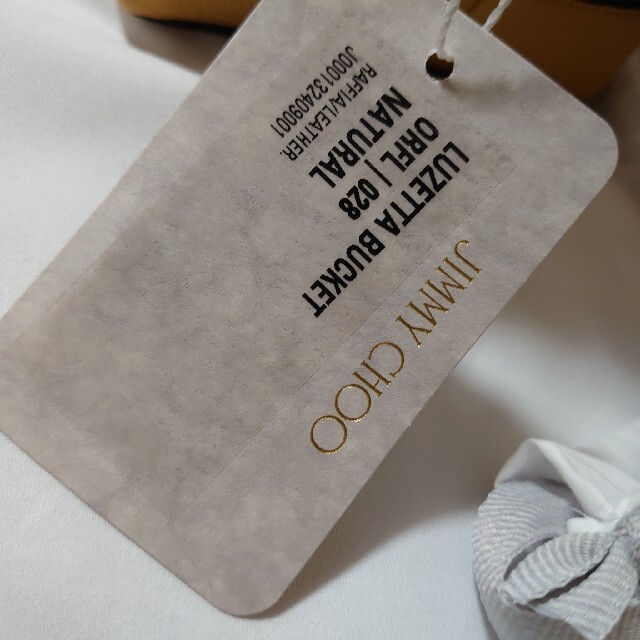 JIMMY CHOO
LUZETTA BUCKET
ORFL | 028
NATURAL
RAFFIA/LEATHER
J000132409001